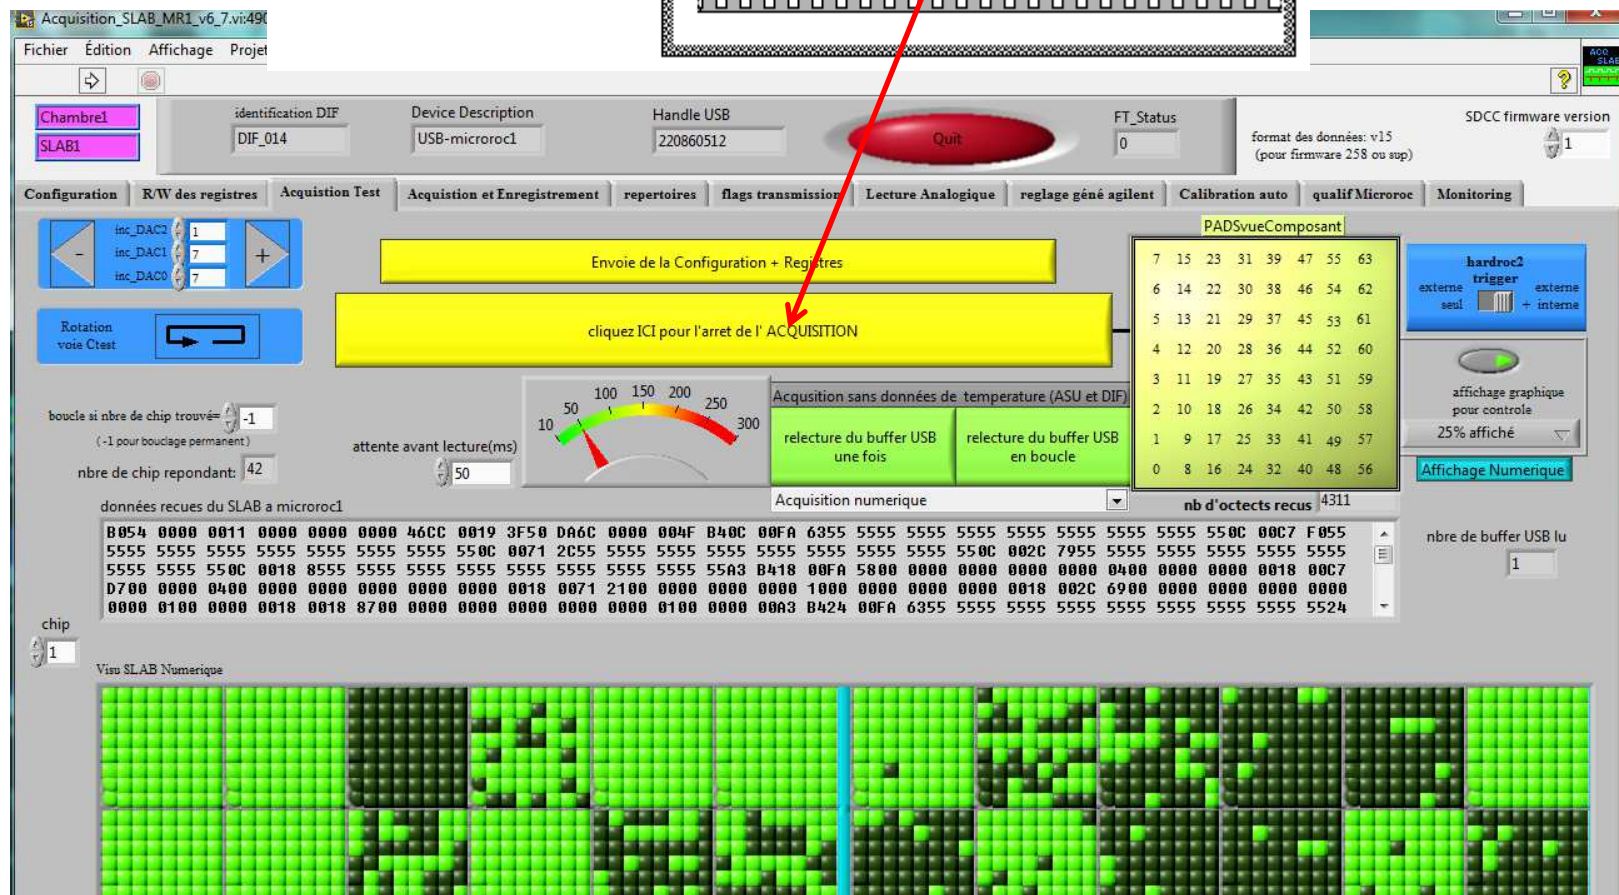 Acquisition_SLAB_MR1_v6_7.vi:490
Fichier Édition Affichage Projet
ACQ
SLAB
Chambre1
SLAB1
identification DIF
DIF_014
Device Description
USB-microroc1
Handle USB
220860512
Quit
FT_Status
0
format des données: v15
(pour firmware 258 ou sup)
SDCC firmware version
1
Configuration R/W des registres Acquistion Test Acquistion et Enregistrement repertoires flags transmission Lecture Analogique reglage géné agilent Calibration auto qualif Microroc Monitoring
-
inc_DAC2 1
inc_DAC1 7
inc_DAC0 7
+
Envoie de la Configuration + Registres
Rotation
voie Ctest
cliquez ICI pour l'arret de l' ACQUISITION
PADSvueComposant
7 15 23 31 39 47 55 63
6 14 22 30 38 46 54 62
5 13 21 29 37 45 53 61
4 12 20 28 36 44 52 60
3 11 19 27 35 43 51 59
2 10 18 26 34 42 50 58
1 9 17 25 33 41 49 57
0 8 16 24 32 40 48 56
hardroc2
trigger
externe
seul
externe
+ interne
affichage graphique
pour controle
25% affiché
Affichage Numerique
boucle si nbre de chip trouvé= -1
(-1 pour bouclage permanent)
nbre de chip repondant: 42
attente avant lecture(ms)
50
10 50 100 150 200 250 300
Acqusition sans données de temperature (ASU et DIF)
relecture du buffer USB
une fois
relecture du buffer USB
en boucle
Acquisition numerique
nb d'octects recus 4311
données recues du SLAB a microroc1
B054 0000 0011 0000 0000 0000 46CC 0019 3F50 DA6C 0000 004F B40C 00FA 6355 5555 5555 5555 5555 5555 5555 5555 550C 00C7 F055
5555 5555 5555 5555 5555 5555 5555 550C 0071 2C55 5555 5555 5555 5555 5555 5555 5555 550C 002C 7955 5555 5555 5555 5555 5555
5555 5555 550C 0018 8555 5555 5555 5555 5555 5555 5555 5555 55A3 B418 00FA 5800 0000 0000 0000 0000 0400 0000 0000 0018 00C7
D700 0000 0400 0000 0000 0000 0000 0018 0071 2100 0000 0000 0000 0000 1000 0000 0000 0000 0018 002C 6900 0000 0000 0000 0000
0000 0100 0000 0018 0018 8700 0000 0000 0000 0000 0000 0100 0000 00A3 B424 00FA 6355 5555 5555 5555 5555 5555 5555 5555 5524
nbre de buffer USB lu
1
chip
1
Visu SLAB Numerique